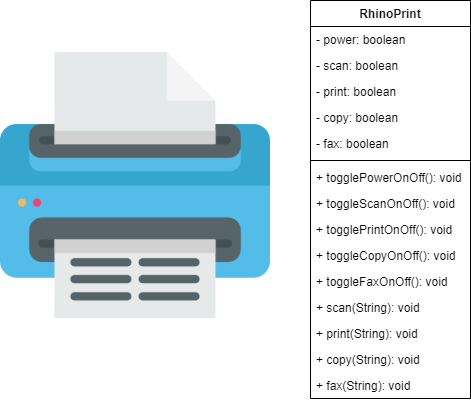 RhinoPrint
- power: boolean
- scan: boolean
- print: boolean
- copy: boolean
- fax: boolean
+ togglePowerOnOff(): void
+ toggleScanOnOff(): void
+ togglePrintOnOff(): void
+ toggleCopyOnOff(): void
+ toggleFaxOnOff(): void
+ scan(String): void
+ print(String): void
+ copy(String): void
+ fax(String): void